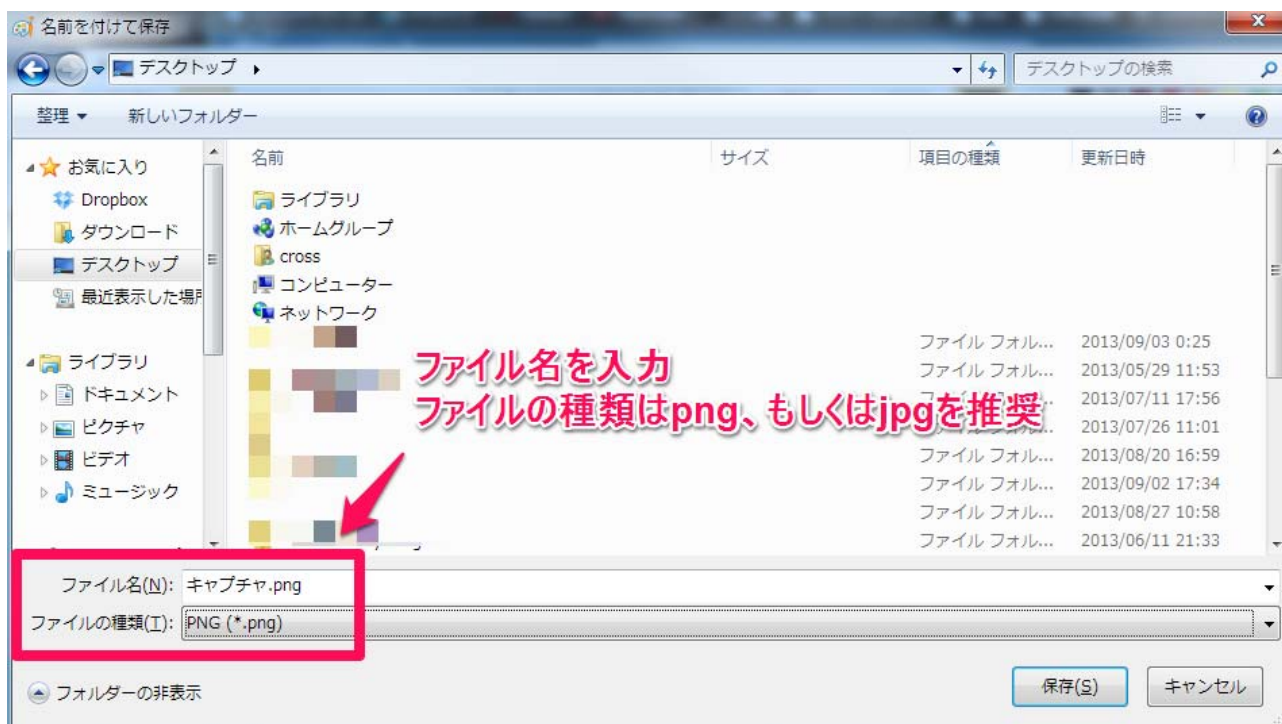 名前を付けて保存
デスクトップ
デスクトップの検索
整理
新しいフォルダー
お気に入り
Dropbox
ダウンロード
デスクトップ
最近表示した場所
ライブラリ
ドキュメント
ピクチャ
ビデオ
ミュージック
名前 サイズ 項目の種類 更新日時
ライブラリ
ホームグループ
cross
コンピューター
ネットワーク
ファイル フォル... 2013/09/03 0:25
ファイル フォル... 2013/05/29 11:53
2013/07/11 17:56
2013/07/26 11:01
ファイル フォル... 2013/08/20 16:59
ファイル フォル... 2013/09/02 17:34
ファイル フォル... 2013/08/27 10:58
ファイル フォル... 2013/06/11 21:33
ファイル名を入力
ファイルの種類はpng、もしくはjpgを推奨
ファイル名(N): キャプチャ.png
ファイルの種類(T): PNG (*.png)
フォルダーの非表示
保存(S) キャンセル